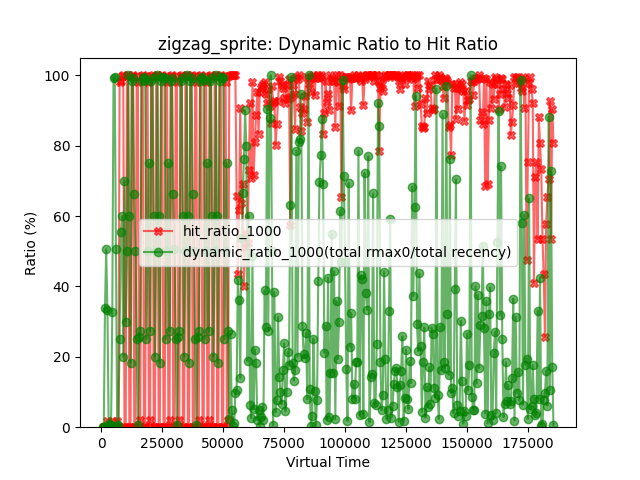 zigzag_sprite: Dynamic Ratio to Hit Ratio
100
80
60
40
20
0
Ratio (%)
hit_ratio_1000
dynamic_ratio_1000(total rmax0/total recency)
0 25000 50000 75000 100000 125000 150000 175000
Virtual Time